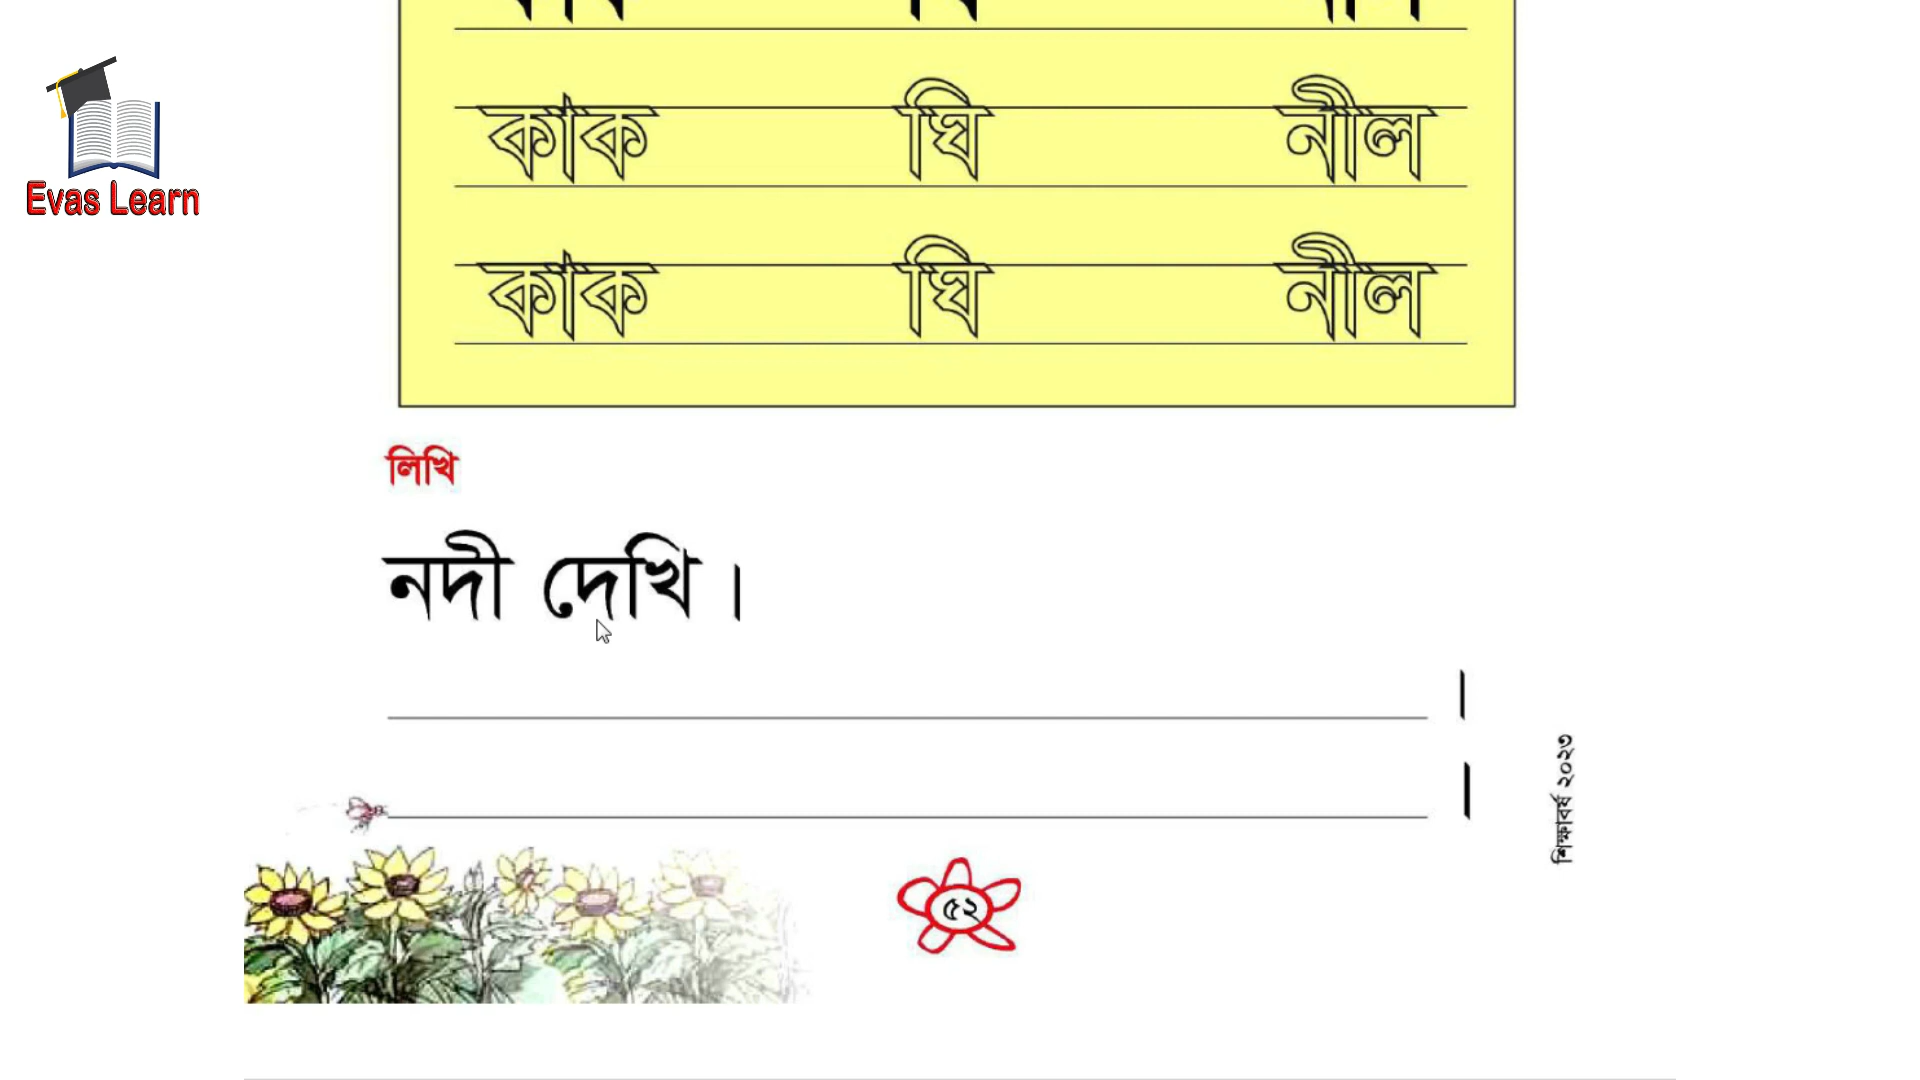 কাক ঘি নীল
Evas Learn
কাক ঘি নীল
লিখি
নদী দেখি ।
।
।
শিক্ষাবর্ষ ২০২৩
৫২